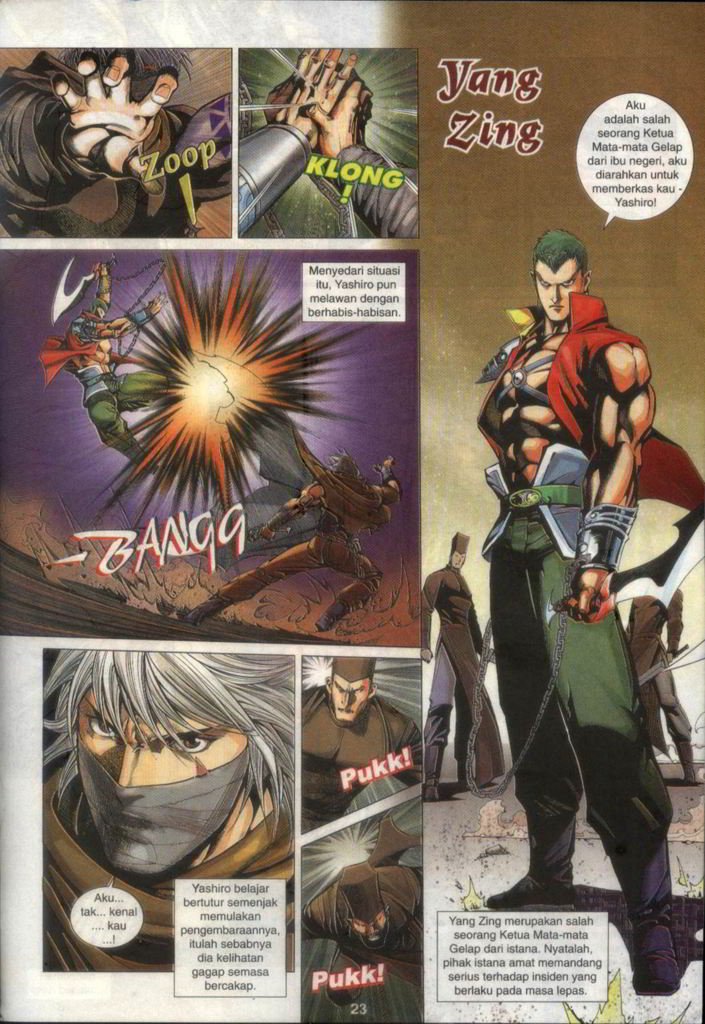 Zoop
!
KLONG
!
Yang
Zing
Aku
adalah salah
seorang Ketua
Mata-mata Gelap
dari ibu negeri, aku
diarahkan untuk
memberkas kau -
Yashiro!
Menyedari situasi
itu, Yashiro pun
melawan dengan
berhabis-habisan.
BANGG
Aku...
tak... kenal
.... kau
...!
Yashiro belajar
bertutur semenjak
memulakan
pengembaraannya,
itulah sebabnya
dia kelihatan
gagap semasa
bercakap.
Pukk!
Pukk!
Yang Zing merupakan salah
seorang Ketua Mata-mata
Gelap dari istana. Nyatalah,
pihak istana amat memandang
serius terhadap insiden yang
berlaku pada masa lepas.
23